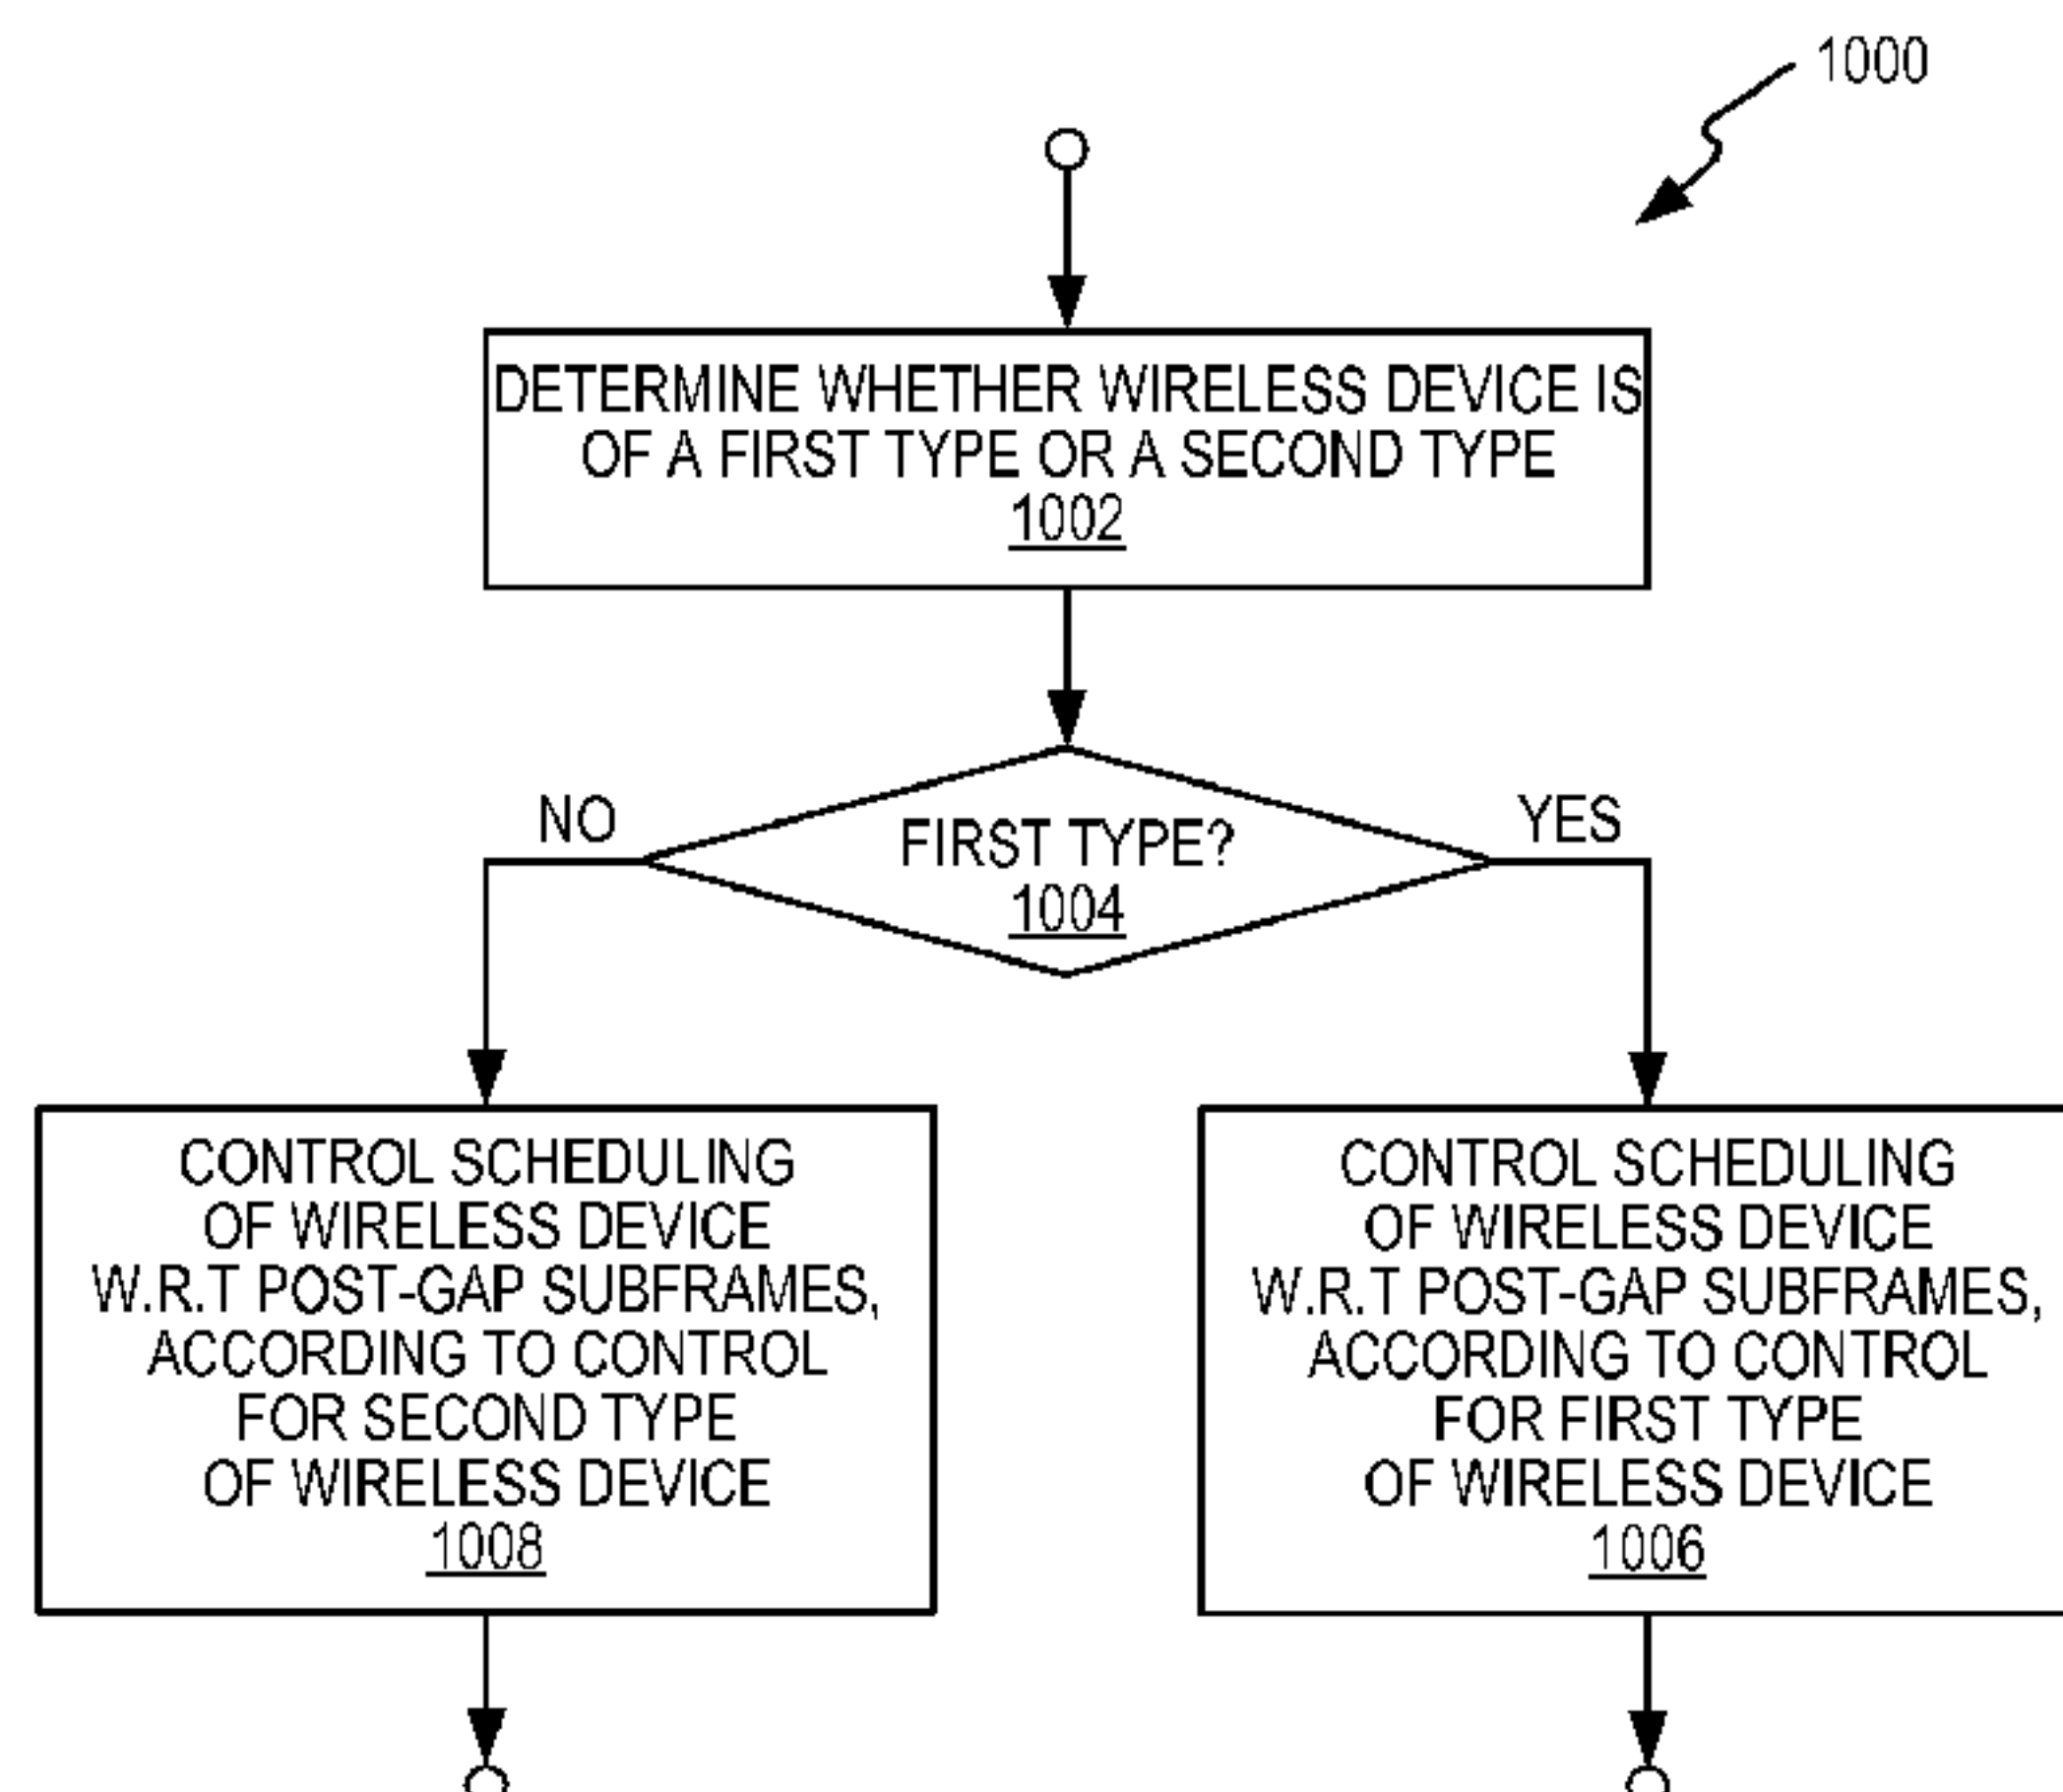 1000
DETERMINE WHETHER WIRELESS DEVICE IS
OF A FIRST TYPE OR A SECOND TYPE
1002
NO
YES
FIRST TYPE?
1004
CONTROL SCHEDULING
OF WIRELESS DEVICE
W.R.T POST-GAP SUBFRAMES,
ACCORDING TO CONTROL
FOR SECOND TYPE
OF WIRELESS DEVICE
1008
CONTROL SCHEDULING
OF WIRELESS DEVICE
W.R.T POST-GAP SUBFRAMES,
ACCORDING TO CONTROL
FOR FIRST TYPE
OF WIRELESS DEVICE
1006